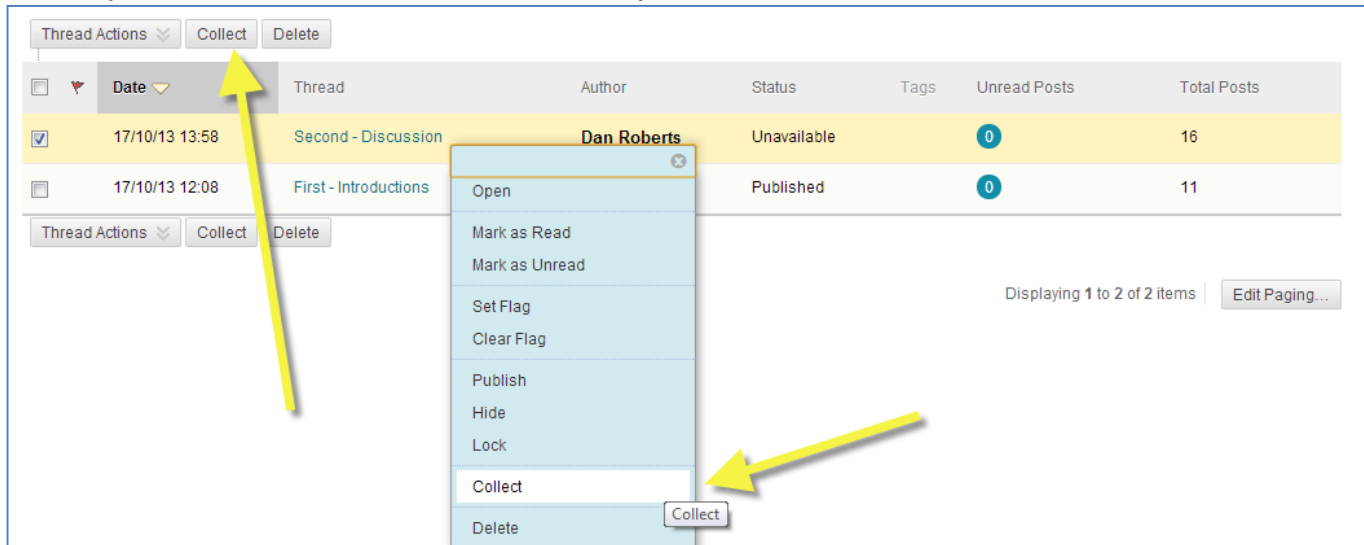 Thread Actions Collect Delete
Date Thread Author Status Tags Unread Posts Total Posts
17/10/13 13:58 Second - Discussion Dan Roberts Unavailable 0 16
17/10/13 12:08 First - Introductions Published 0 11
Thread Actions Collect Delete
Open
Mark as Read
Mark as Unread
Set Flag
Clear Flag
Publish
Hide
Lock
Collect
Collect
Delete
Displaying 1 to 2 of 2 items Edit Paging...